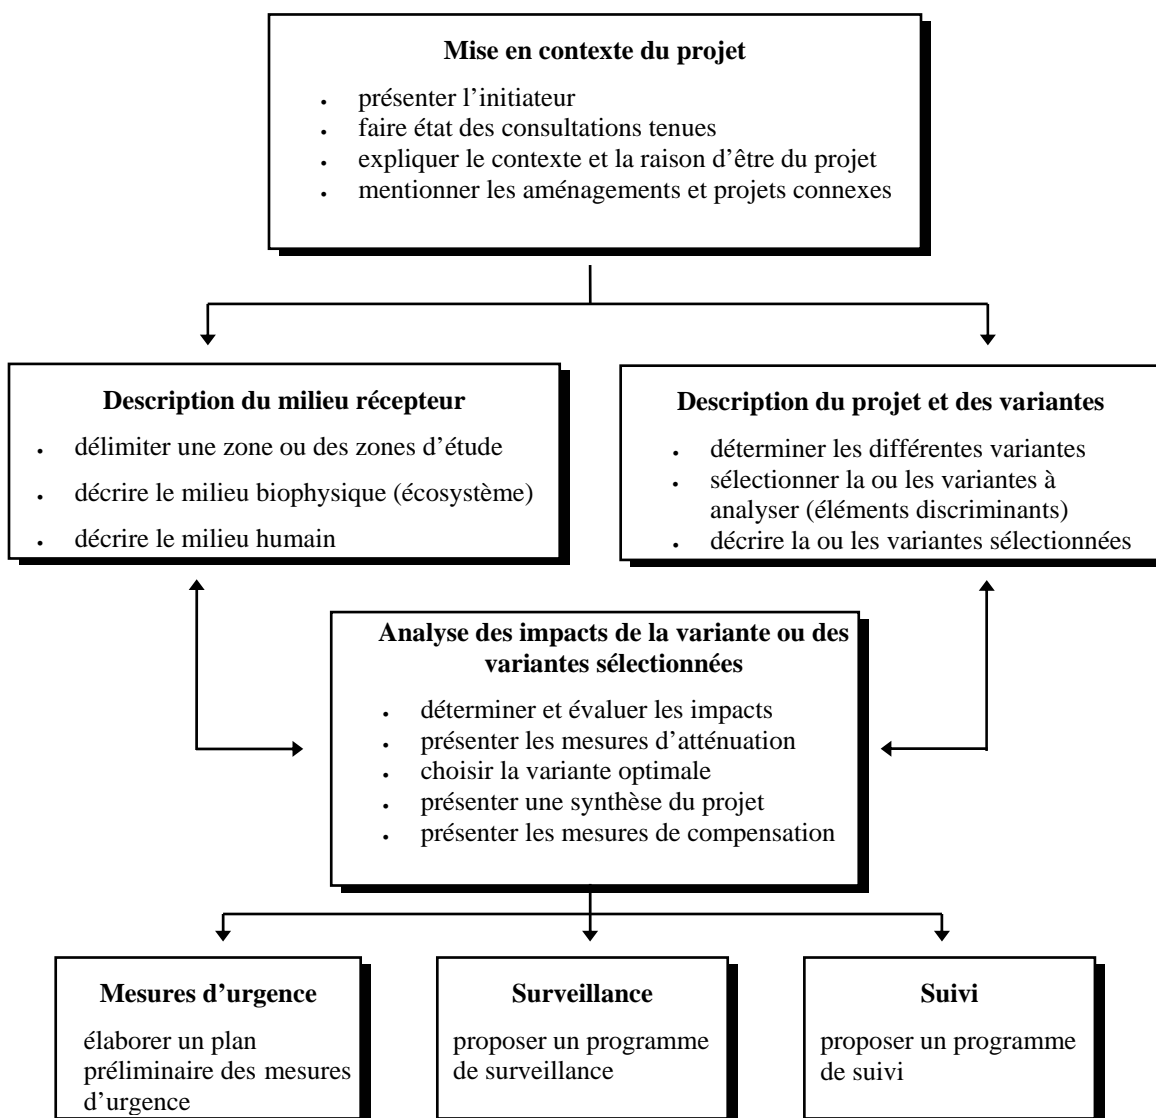 Mise en contexte du projet
• présenter l’initiateur
• faire état des consultations tenues
• expliquer le contexte et la raison d’être du projet
• mentionner les aménagements et projets connexes
Description du milieu récepteur
• délimiter une zone ou des zones d’étude
• décrire le milieu biophysique (écosystème)
• décrire le milieu humain
Description du projet et des variantes
• déterminer les différentes variantes
• sélectionner la ou les variantes à
analyser (éléments discriminants)
• décrire la ou les variantes sélectionnées
Analyse des impacts de la variante ou des
variantes sélectionnées
• déterminer et évaluer les impacts
• présenter les mesures d’atténuation
• choisir la variante optimale
• présenter une synthèse du projet
• présenter les mesures de compensation
Mesures d’urgence
élaborer un plan
préliminaire des mesures
d’urgence
Surveillance
proposer un programme
de surveillance
Suivi
proposer un programme
de suivi